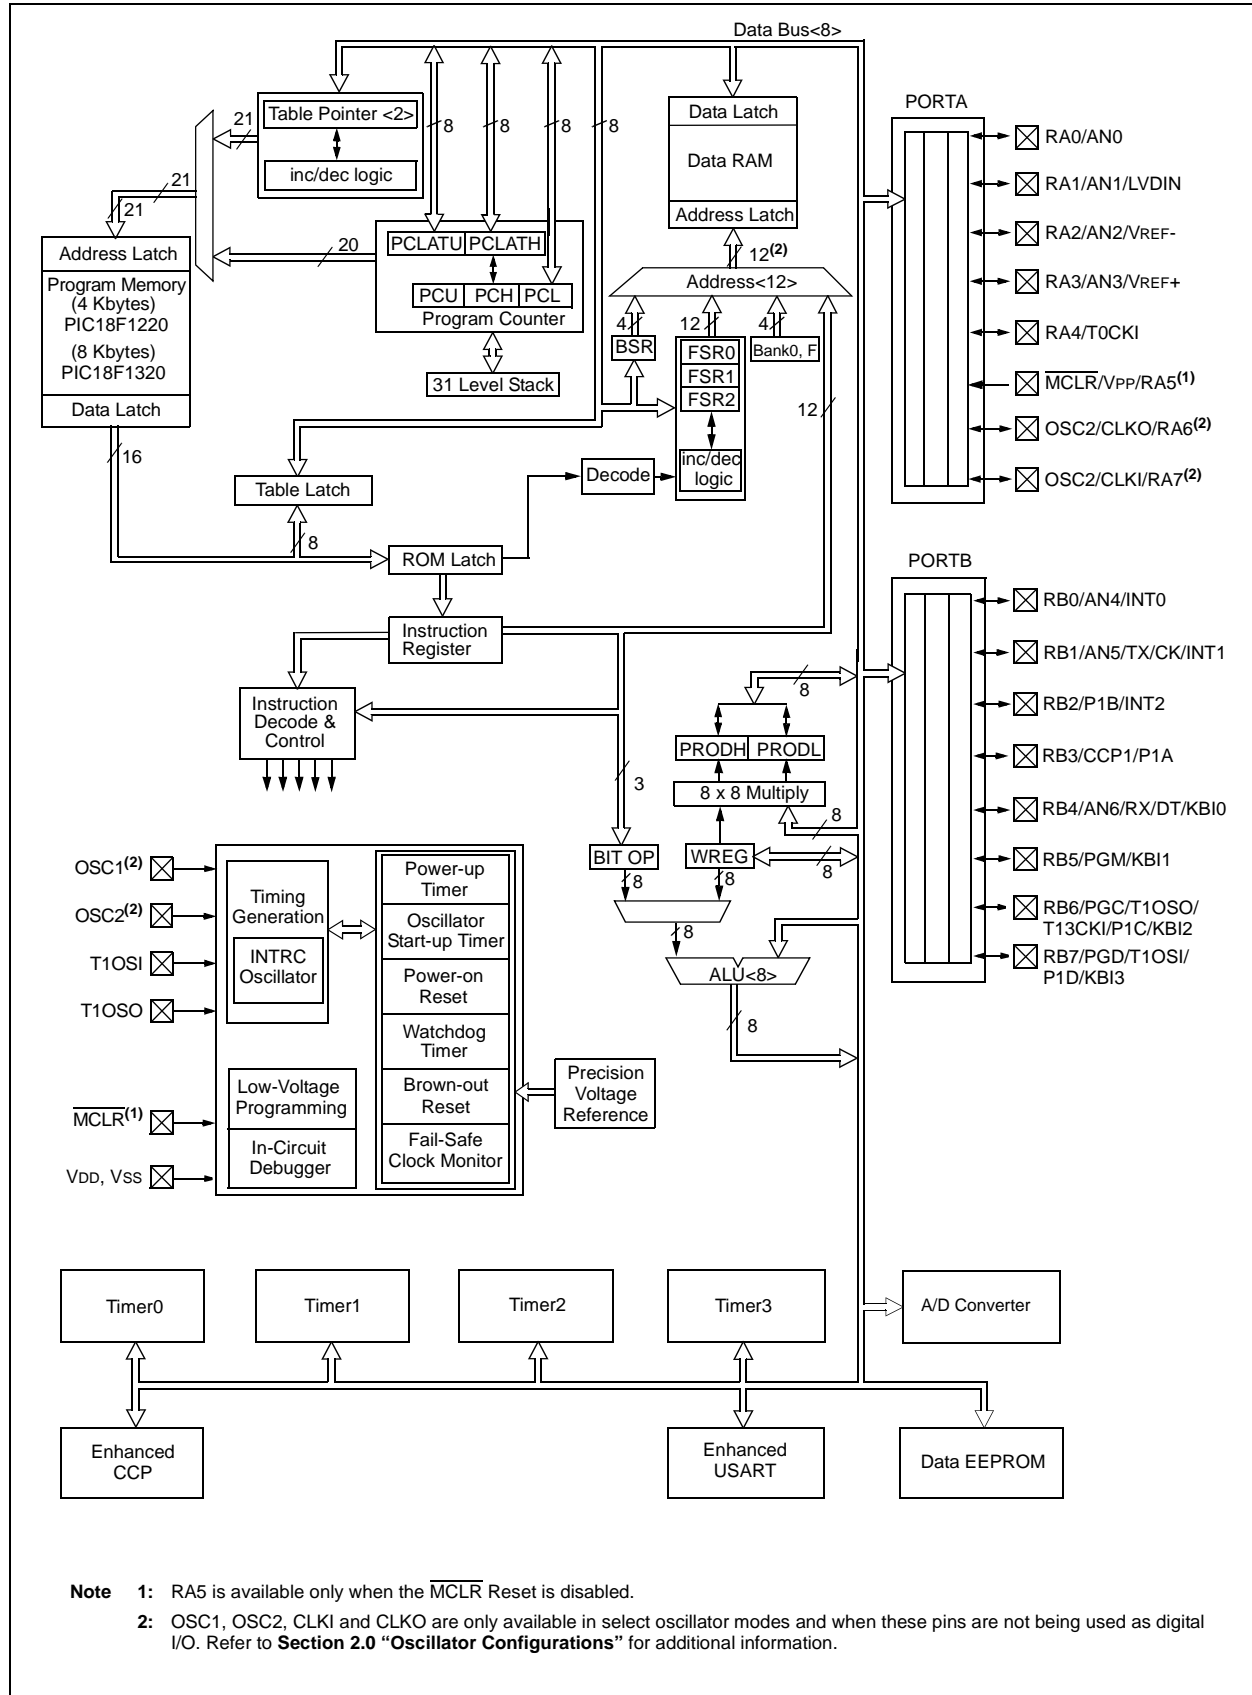 Data Bus<8>
21
Table Pointer <2>
inc/dec logic
8
8
8
8
Data Latch
Data RAM
Address Latch
PORTA
RA0/AN0
RA1/AN1/LVDIN
RA2/AN2/VREF-
RA3/AN3/VREF+
RA4/T0CKI
MCLR/VPP/RA5(1)
OSC2/CLKO/RA6(2)
OSC2/CLKI/RA7(2)
21
21
20
PCLATU PCLATH
PCU PCH PCL
Program Counter
31 Level Stack
12(2)
Address<12>
4
12
4
BSR
FSR0
FSR1
FSR2
inc/dec
logic
Bank0, F
12
Address Latch
Program Memory
(4 Kbytes)
PIC18F1220
(8 Kbytes)
PIC18F1320
Data Latch
16
Table Latch
8
Decode
ROM Latch
Instruction
Register
Instruction
Decode &
Control
PORTB
RB0/AN4/INT0
RB1/AN5/TX/CK/INT1
RB2/P1B/INT2
RB3/CCP1/P1A
RB4/AN6/RX/DT/KBI0
RB5/PGM/KBI1
RB6/PGC/T1OSO/
T13CKI/P1C/KBI2
RB7/PGD/T1OSI/
P1D/KBI3
8
PRODH PRODL
8 x 8 Multiply
3
8
BIT OP
WREG
8
8
8
8
ALU<8>
8
OSC1(2)
OSC2(2)
T1OSI
T1OSO
MCLR(1)
VDD, VSS
Timing
Generation
INTRC
Oscillator
Low-Voltage
Programming
In-Circuit
Debugger
Power-up
Timer
Oscillator
Start-up Timer
Power-on
Reset
Watchdog
Timer
Brown-out
Reset
Fail-Safe
Clock Monitor
Precision
Voltage
Reference
Timer0
Timer1
Timer2
Timer3
A/D Converter
Enhanced
CCP
Enhanced
USART
Data EEPROM
Note 1: RA5 is available only when the MCLR Reset is disabled.
2: OSC1, OSC2, CLKI and CLKO are only available in select oscillator modes and when these pins are not being used as digital
I/O. Refer to Section 2.0 “Oscillator Configurations” for additional information.